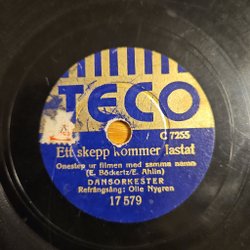 TECO
C 7255
Ett skepp kommer lastat
Onestep ur filmen med samma namn
(E. Böckertz/E. Ahlin)
DANSORKESTER
Refrängsång: Olle Nygren
17 579